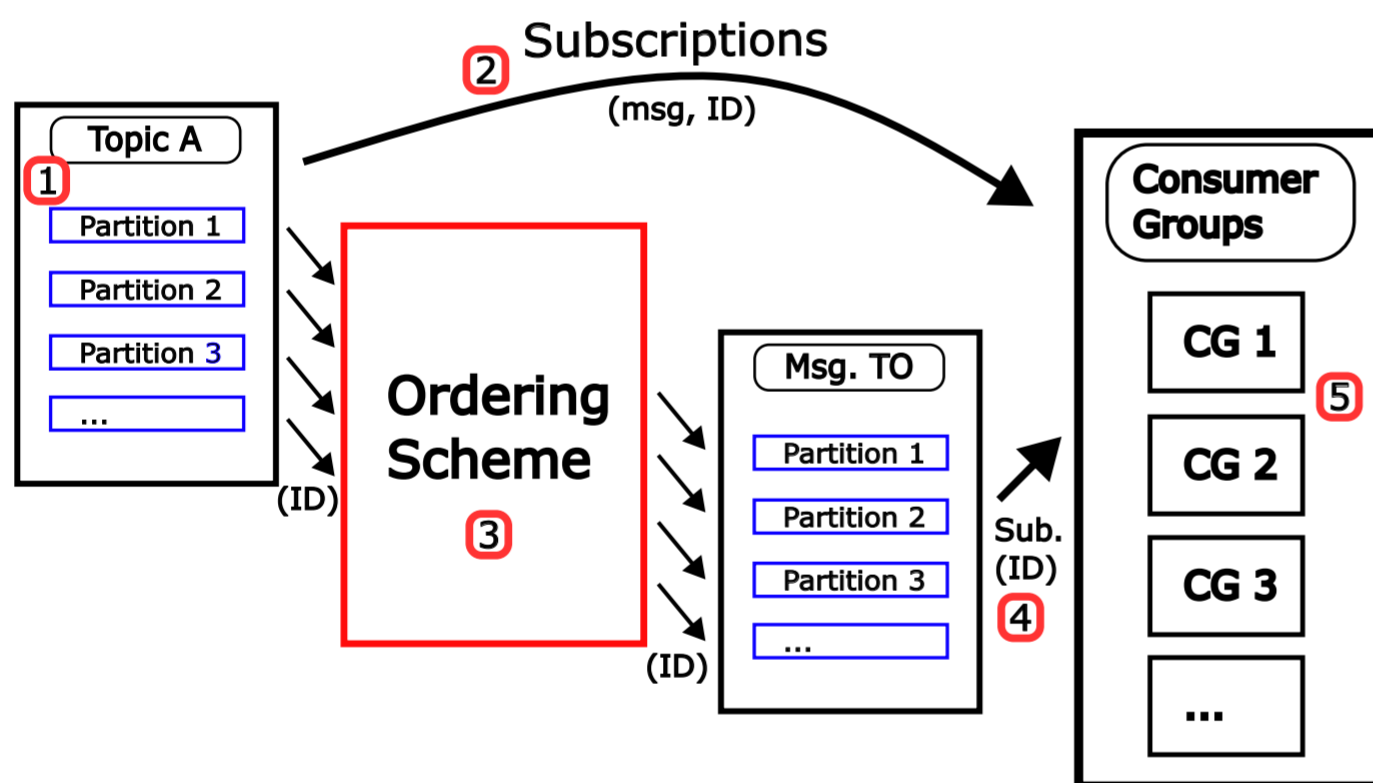 Subscriptions
2
(msg, ID)
Topic A
1
Partition 1
Partition 2
Partition 3
...
(ID)
Ordering
Scheme
3
(ID)
Msg. TO
Partition 1
Partition 2
Partition 3
...
Sub.
(ID)
4
Consumer
Groups
CG 1
5
CG 2
CG 3
...